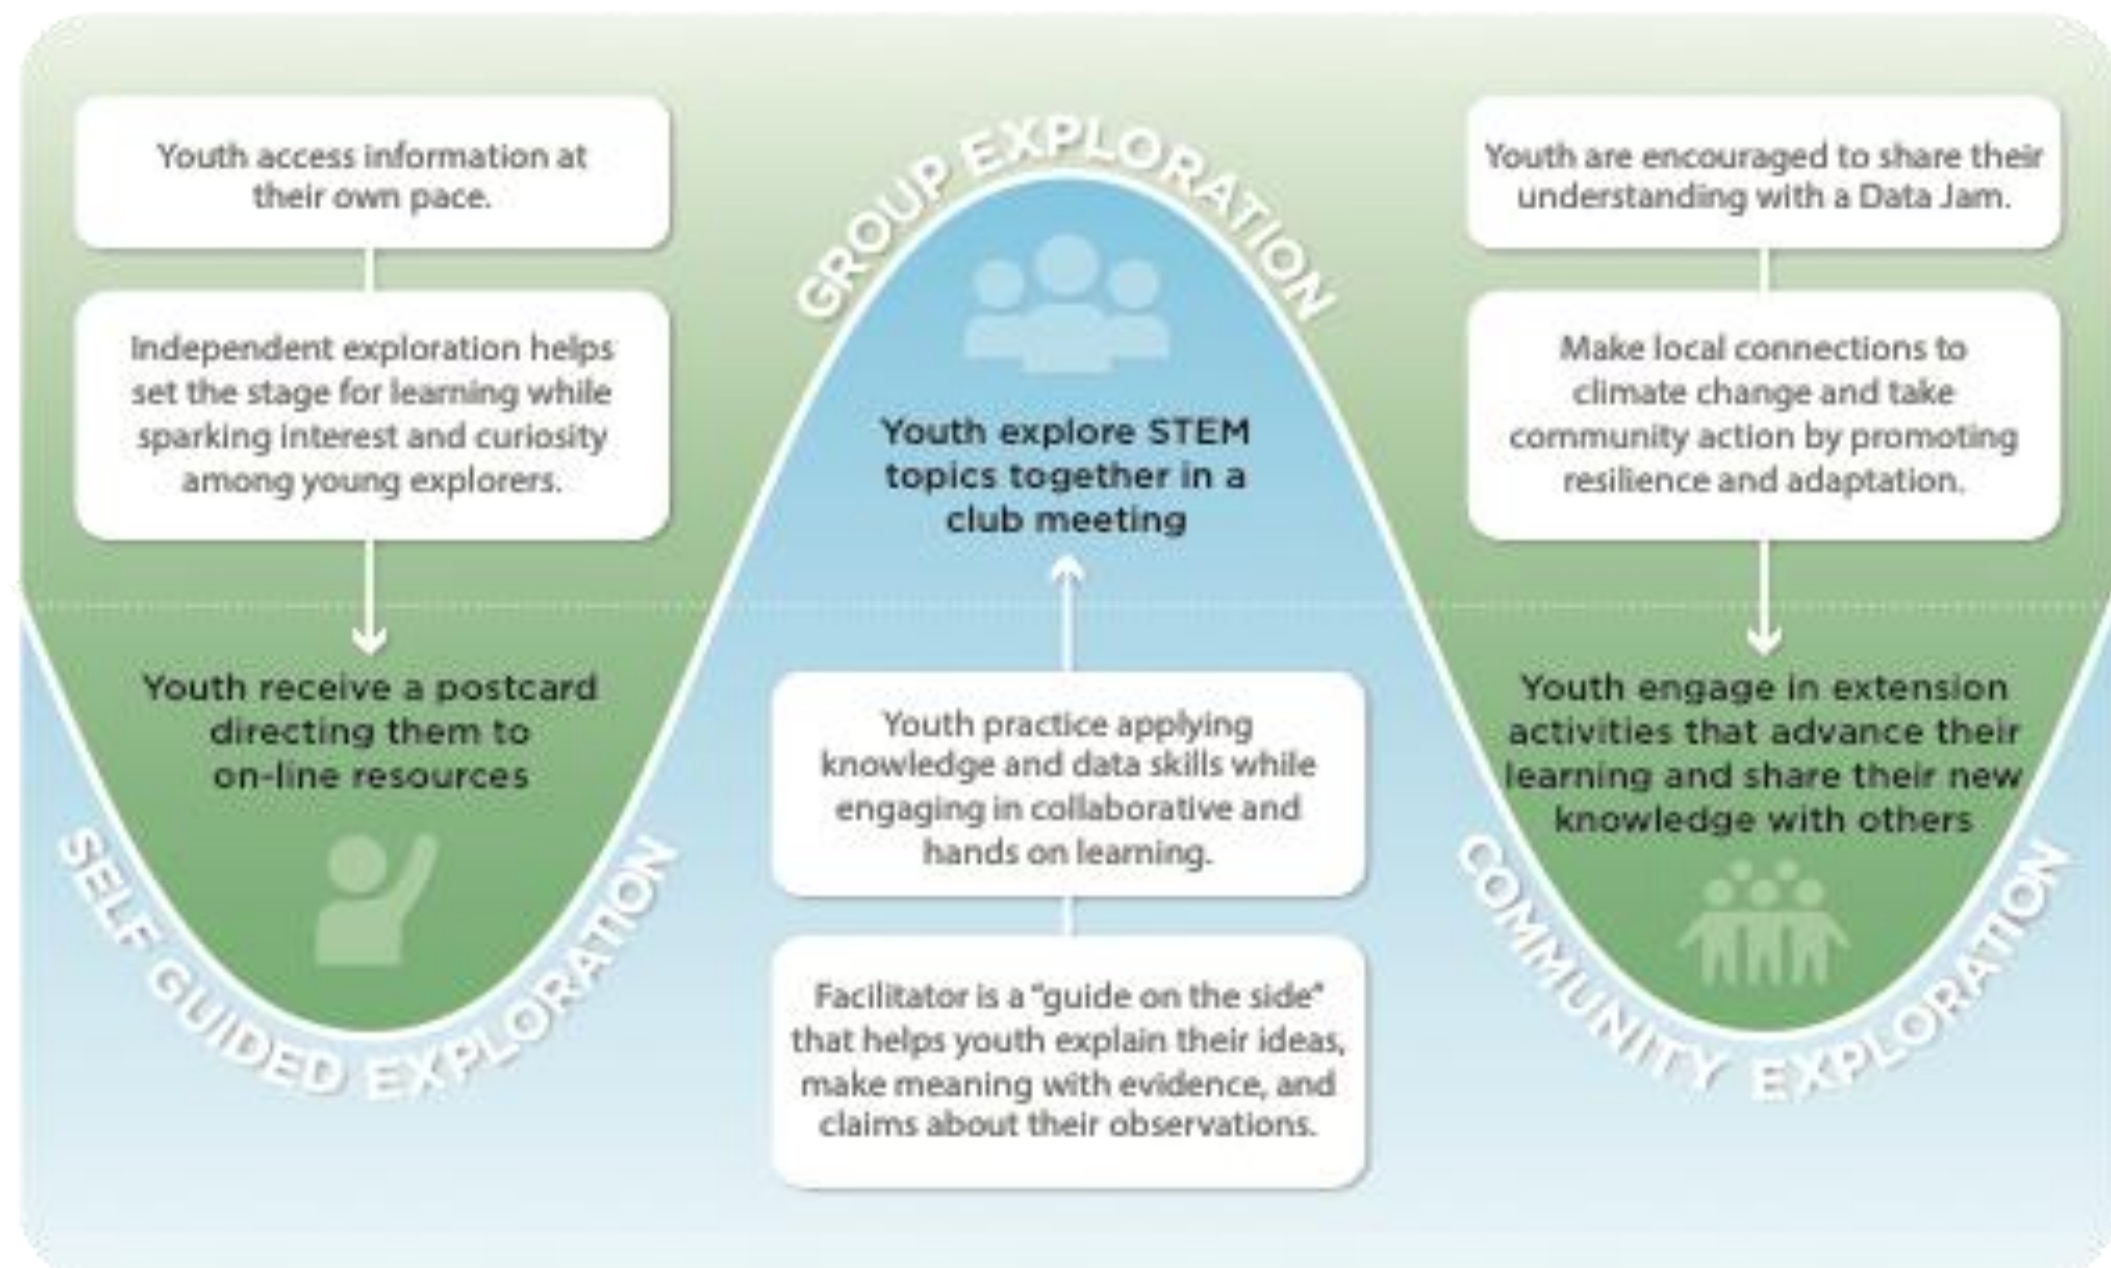 Youth access information at
their own pace.
Independent exploration helps
set the stage for learning while
sparking interest and curiosity
among young explorers.
Youth receive a postcard
directing them to
on-line resources
SELF GUIDED EXPLORATION
GROUP EXPLORATION
Youth explore STEM
topics together in a
club meeting
Youth practice applying
knowledge and data skills while
engaging in collaborative and
hands on learning.
Facilitator is a "guide on the side"
that helps youth explain their ideas,
make meaning with evidence, and
claims about their observations.
Youth are encouraged to share their
understanding with a Data Jam.
Make local connections to
climate change and take
community action by promoting
resilience and adaptation.
Youth engage in extension
activities that advance their
learning and share their new
knowledge with others
COMMUNITY EXPLORATION